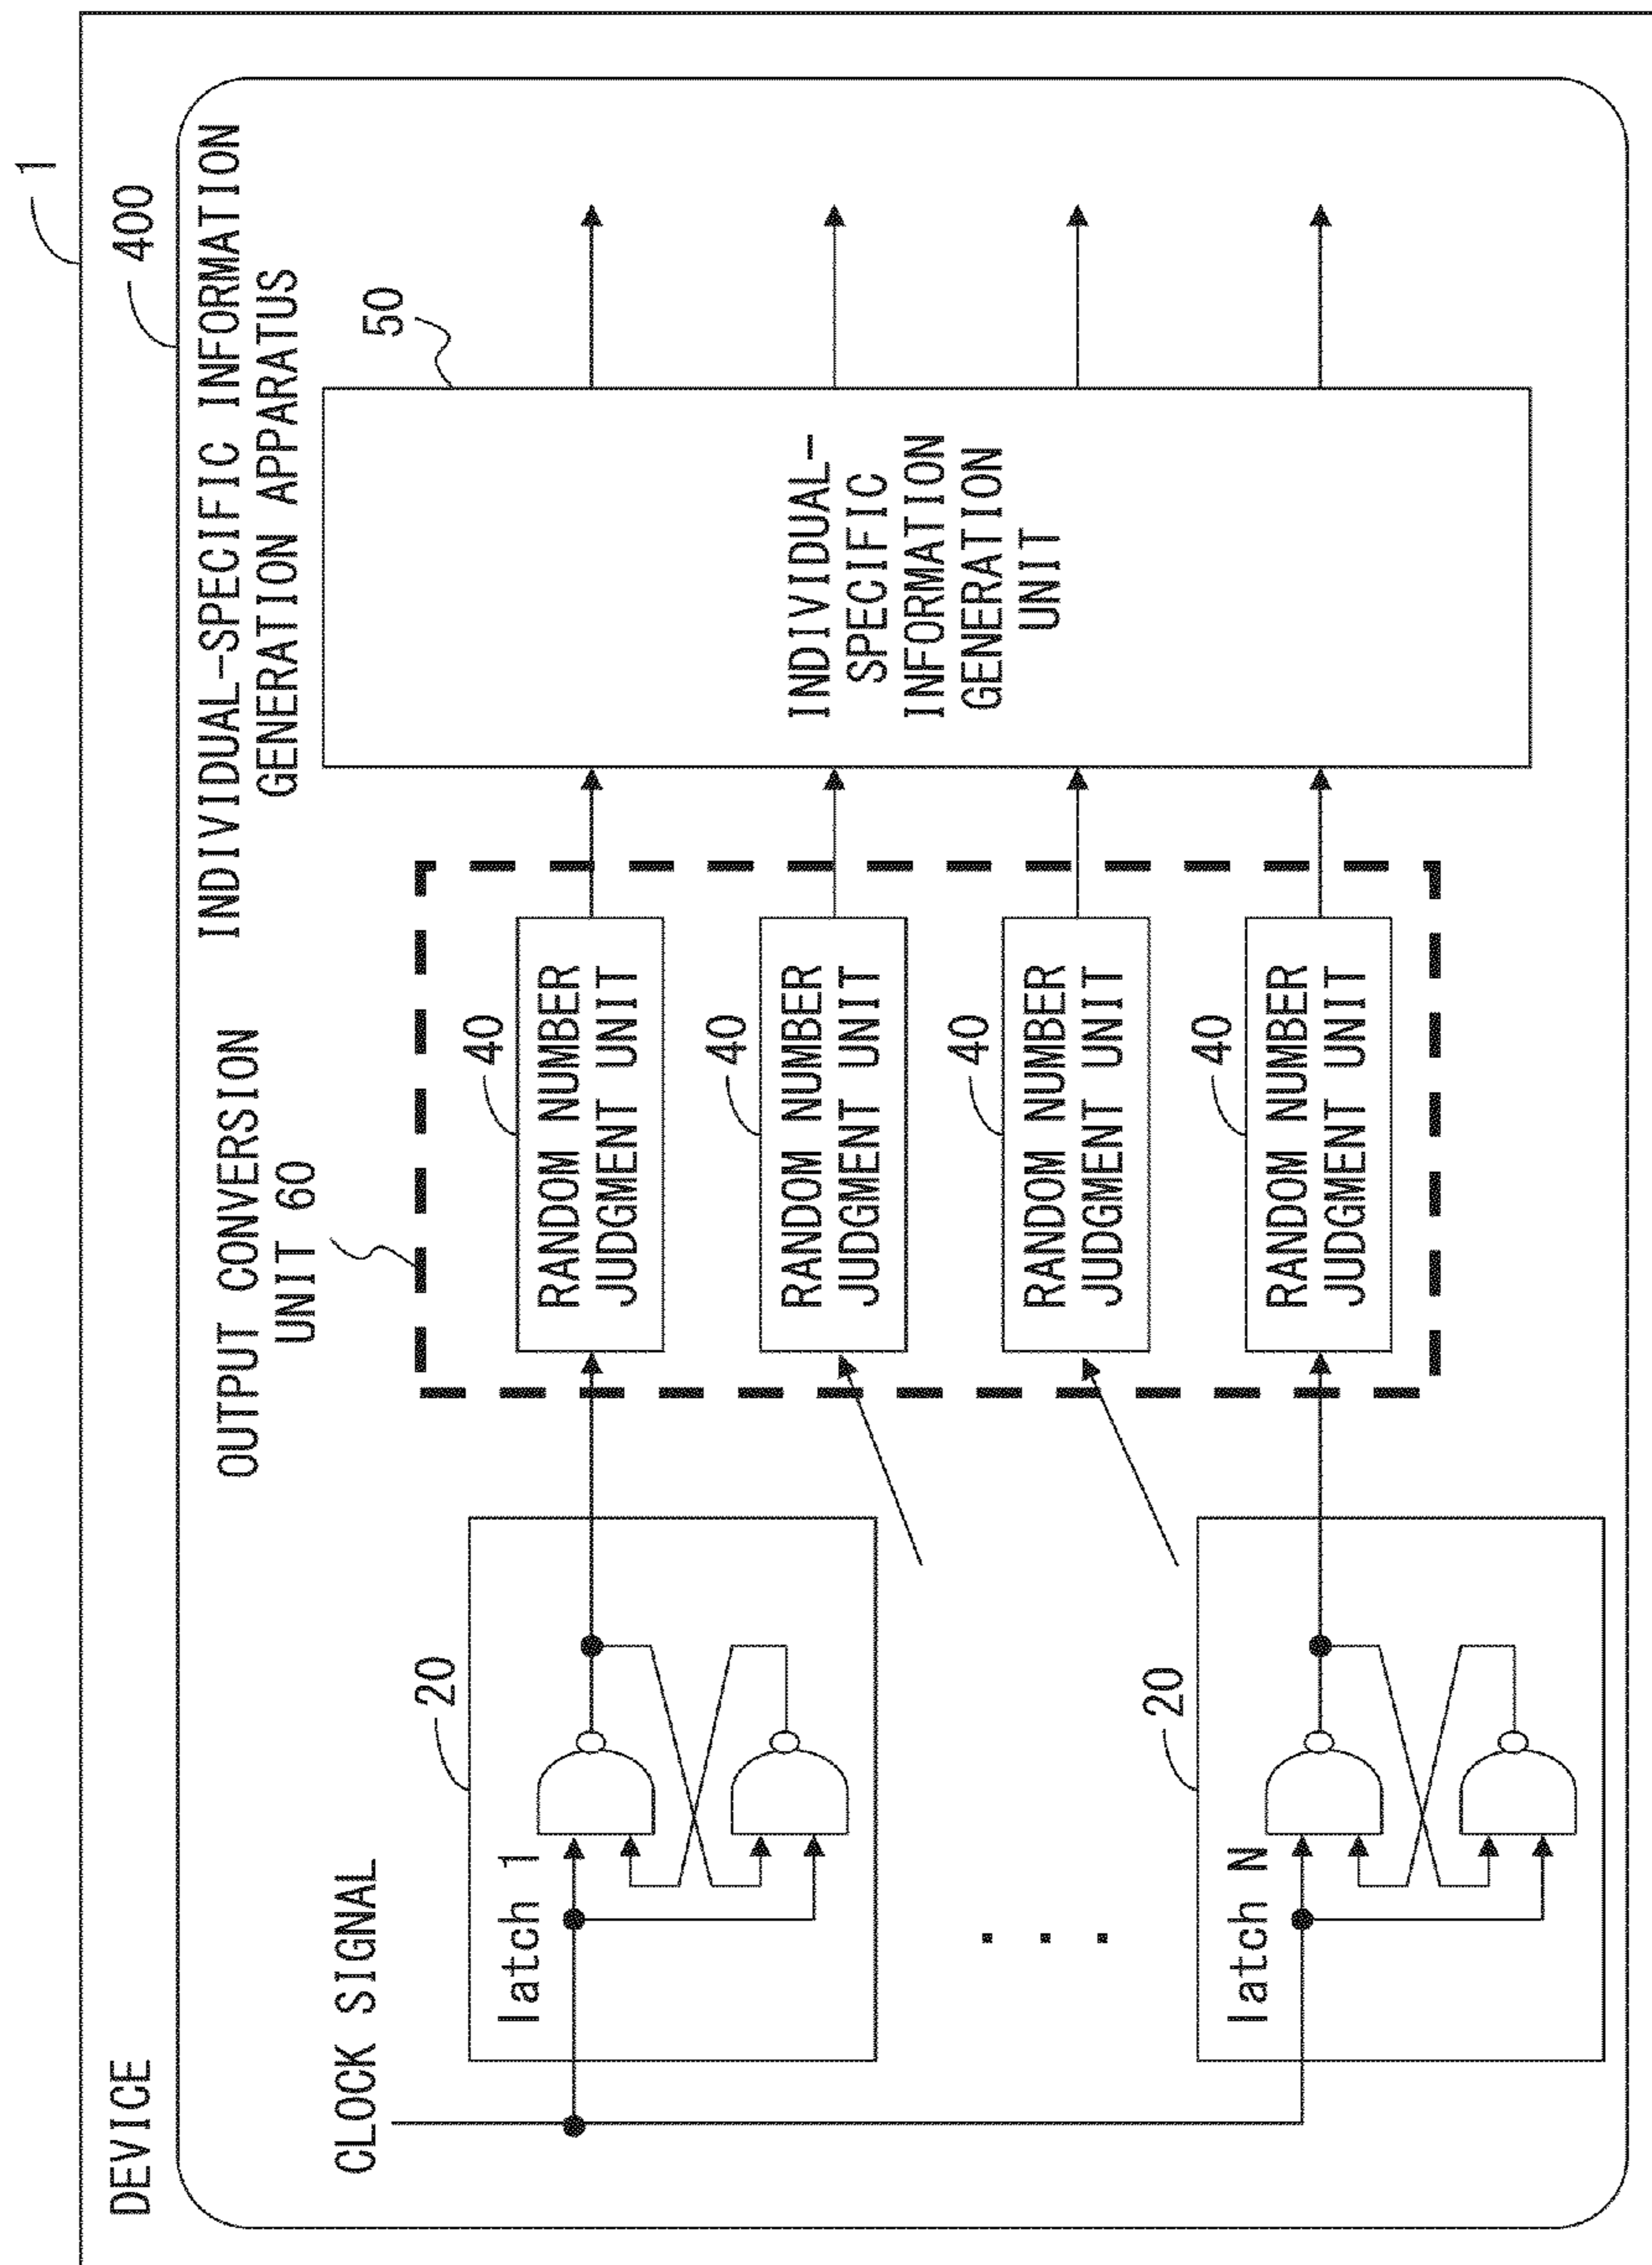 1
DEVICE
400
INDIVIDUAL-SPECIFIC INFORMATION
GENERATION APPARATUS
OUTPUT CONVERSION
UNIT 60
CLOCK SIGNAL
50
20
latch 1
40
RANDOM NUMBER
JUDGMENT UNIT
40
RANDOM NUMBER
JUDGMENT UNIT
40
RANDOM NUMBER
JUDGMENT UNIT
40
RANDOM NUMBER
JUDGMENT UNIT
INDIVIDUAL-
SPECIFIC
INFORMATION
GENERATION
UNIT
. . .
20
latch N